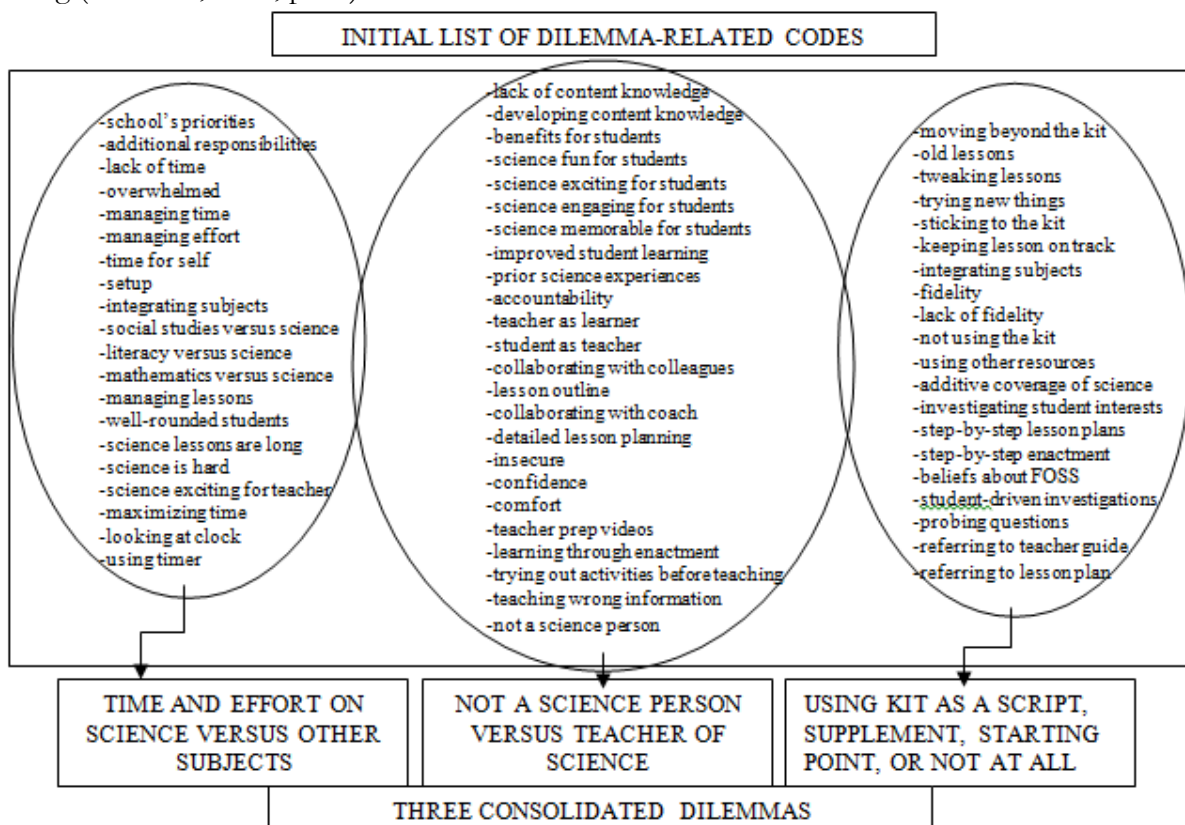 INITIAL LIST OF DILEMMA-RELATED CODES
-school's priorities
-additional responsibilities
-lack of time
-overwhelmed
-managing time
-managing effort
-time for self
-setup
-integrating subjects
-social studies versus science
-literacy versus science
-mathematics versus science
-managing lessons
-well-rounded students
-science lessons are long
-science is hard
-science exciting for teacher
-maximizing time
-looking at clock
-using timer
-lack of content knowledge
-developing content knowledge
-benefits for students
-science fun for students
-science exciting for students
-science engaging for students
-science memorable for students
-improved student learning
-prior science experiences
-accountability
-teacher as learner
-student as teacher
-collaborating with colleagues
-lesson outline
-collaborating with coach
-detailed lesson planning
-insecure
-confidence
-comfort
-teacher prep videos
-learning through enactment
-trying out activities before teaching
-teaching wrong information
-not a science person
-moving beyond the kit
-old lessons
-tweaking lessons
-trying new things
-sticking to the kit
-keeping lesson on track
-integrating subjects
-fidelity
-lack of fidelity
-not using the kit
-using other resources
-additive coverage of science
-investigating student interests
-step-by-step lesson plans
-step-by-step enactment
-beliefs about FOSS
-student-driven investigations
-probing questions
-referring to teacher guide
-referring to lesson plan
TIME AND EFFORT ON
SCIENCE VERSUS OTHER
SUBJECTS
NOT A SCIENCE PERSON
VERSUS TEACHER OF
SCIENCE
USING KIT AS A SCRIPT,
SUPPLEMENT, STARTING
POINT, OR NOT AT ALL
THREE CONSOLIDATED DILEMMAS